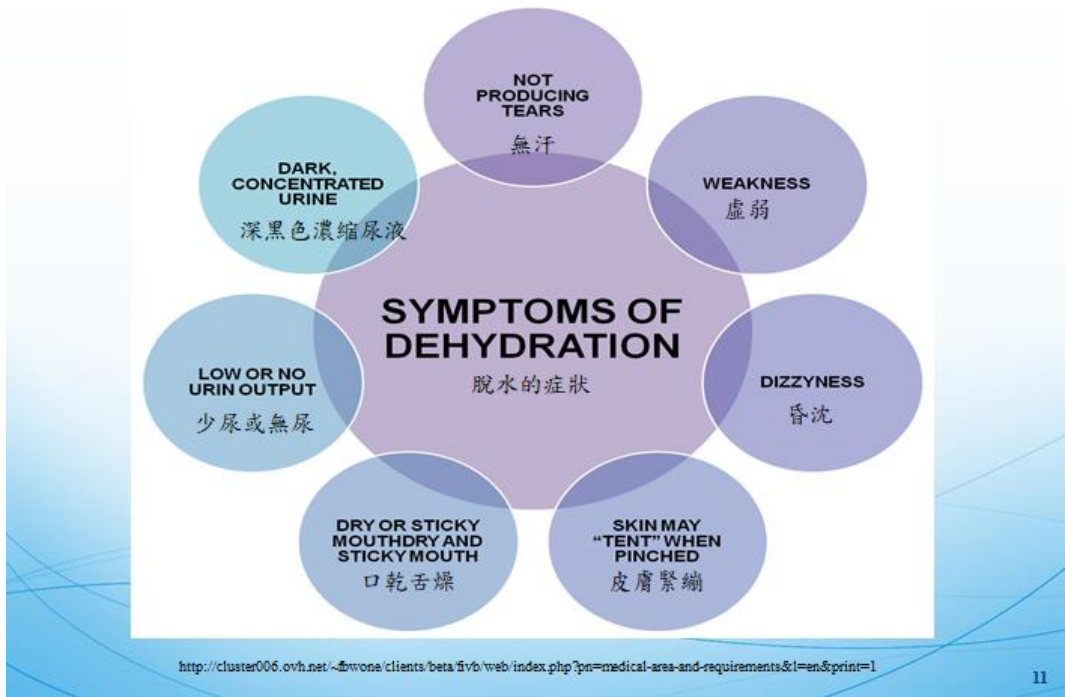 NOT
PRODUCING
TEARS
無汗
WEAKNESS
虛弱
DIZZYNESS
昏沈
SKIN MAY
“TENT” WHEN
PINCHED
皮膚緊繃
DRY OR STICKY
MOUTHDRY AND
STICKY MOUTH
口乾舌燥
LOW OR NO
URIN OUTPUT
少尿或無尿
DARK,
CONCENTRATED
URINE
深黑色濃縮尿液
SYMPTOMS OF
DEHYDRATION
脫水的症狀
http://cluster006.ovh.net/~fbwone/clients/beta/fivb/web/index.php?pn=medical-area-and-requirements&l=en&print=1
11